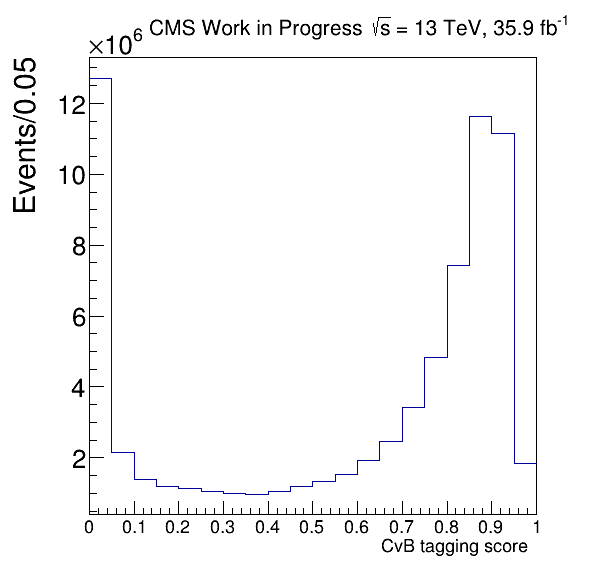 ×10⁶ CMS Work in Progress √s = 13 TeV, 35.9 fb⁻¹
Events/0.05
12
10
8
6
4
2
0 0.1 0.2 0.3 0.4 0.5 0.6 0.7 0.8 0.9 1
CvB tagging score